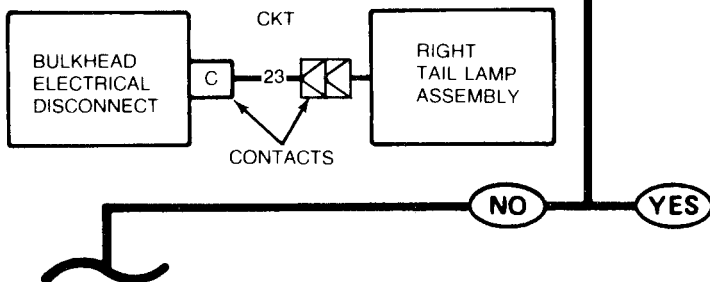 CKT
BULKHEAD
ELECTRICAL
DISCONNECT
C
23
RIGHT
TAIL LAMP
ASSEMBLY
CONTACTS
NO
YES